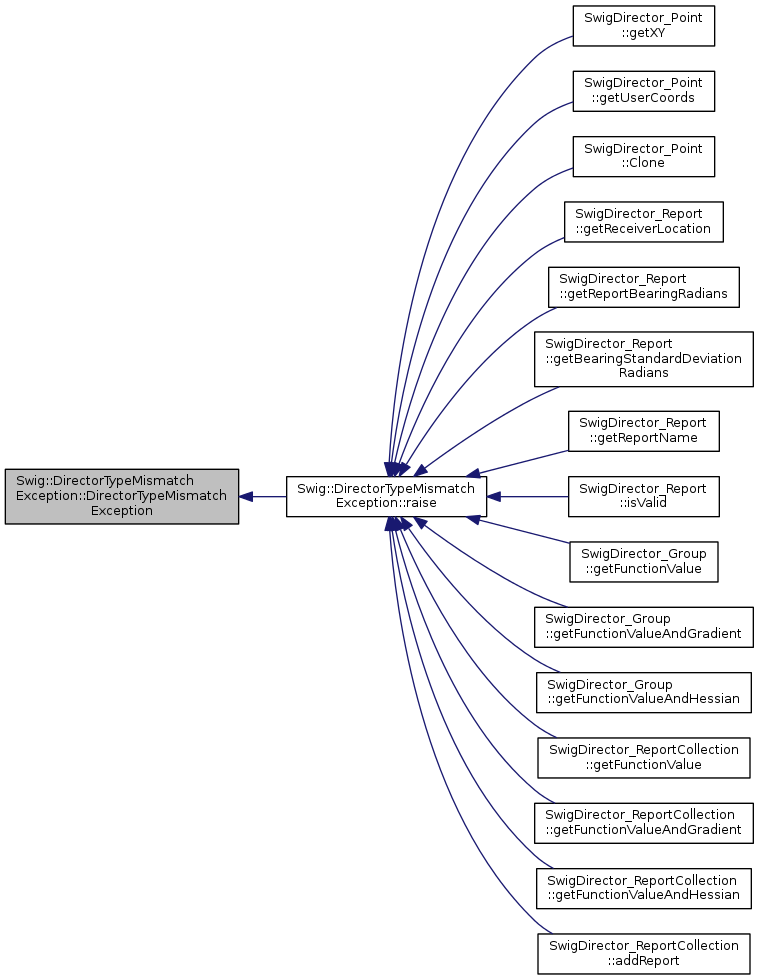 Swig::DirectorTypeMismatch
Exception::DirectorTypeMismatch
Exception
Swig::DirectorTypeMismatch
Exception::raise
SwigDirector_Point
::getXY
SwigDirector_Point
::getUserCoords
SwigDirector_Point
::Clone
SwigDirector_Report
::getReceiverLocation
SwigDirector_Report
::getReportBearingRadians
SwigDirector_Report
::getBearingStandardDeviation
Radians
SwigDirector_Report
::getReportName
SwigDirector_Report
::isValid
SwigDirector_Group
::getFunctionValue
SwigDirector_Group
::getFunctionValueAndGradient
SwigDirector_Group
::getFunctionValueAndHessian
SwigDirector_ReportCollection
::getFunctionValue
SwigDirector_ReportCollection
::getFunctionValueAndGradient
SwigDirector_ReportCollection
::getFunctionValueAndHessian
SwigDirector_ReportCollection
::addReport